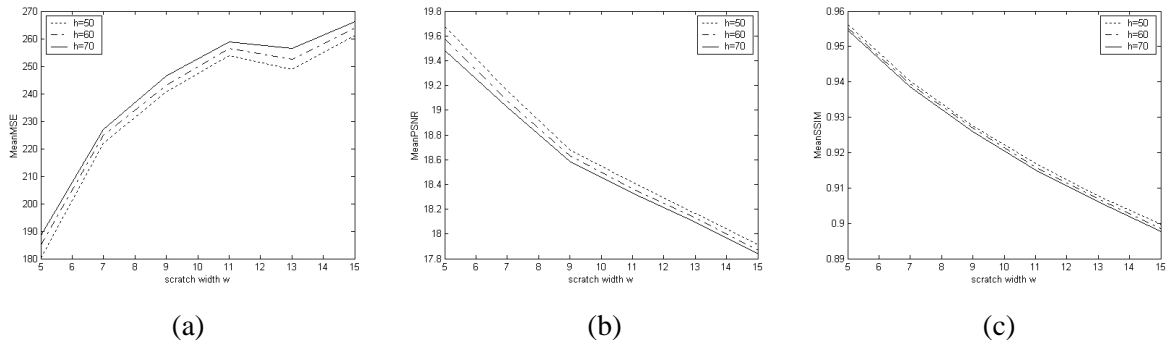 270
260
250
240
230
220
210
200
190
180
MeanMSE
h=50
h=60
h=70
5 6 7 8 9 10 11 12 13 14 15
scratch width w
(a)
19.8
19.6
19.4
19.2
19
18.8
18.6
18.4
18.2
18
17.8
MeanPSNR
h=50
h=60
h=70
5 6 7 8 9 10 11 12 13 14 15
scratch width w
(b)
0.96
0.95
0.94
0.93
0.92
0.91
0.9
0.89
MeanSSIM
h=50
h=60
h=70
5 6 7 8 9 10 11 12 13 14 15
scratch width w
(c)